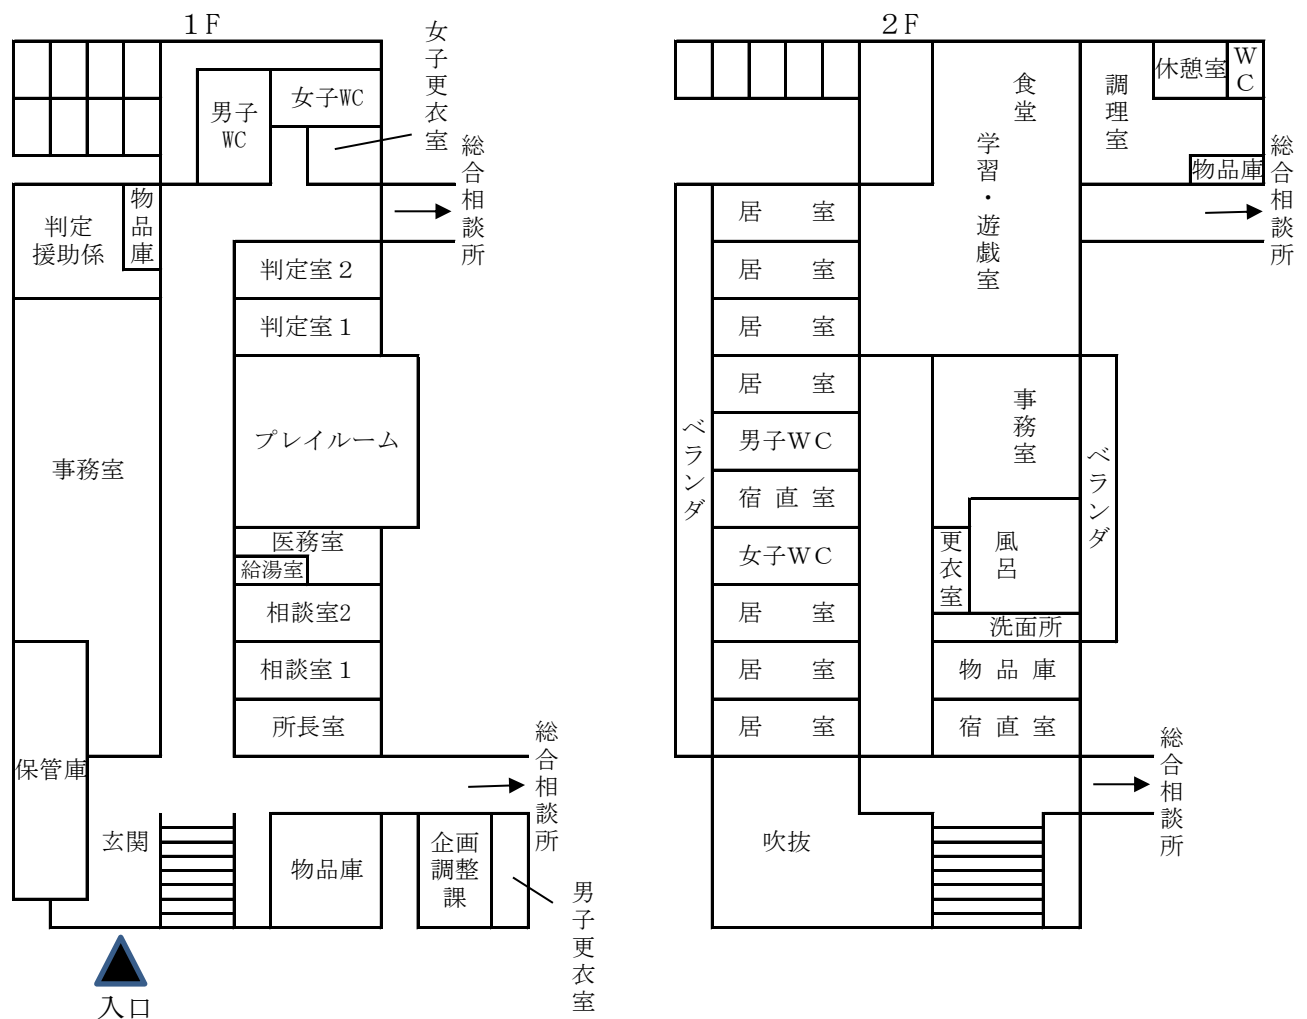 １F
女子更衣室
女子WC
男子
WC
総合相談所
判定
援助係
物品庫
判定室２
判定室１
プレイルーム
事務室
医務室
給湯室
相談室2
相談室１
所長室
総合相談所
保管庫
玄関
物品庫
企画
調整
課
男子更衣室
入口
２F
食堂
学習・遊戯室
調理室
休憩室
WC
物品庫
総合相談所
居　室
居　室
居　室
居　室
男子ＷＣ
宿 直 室
女子ＷＣ
居　室
居　室
居　室
ベランダ
事務室
ベランダ
更衣室
風呂
洗面所
物 品 庫
宿 直 室
総合相談所
吹抜